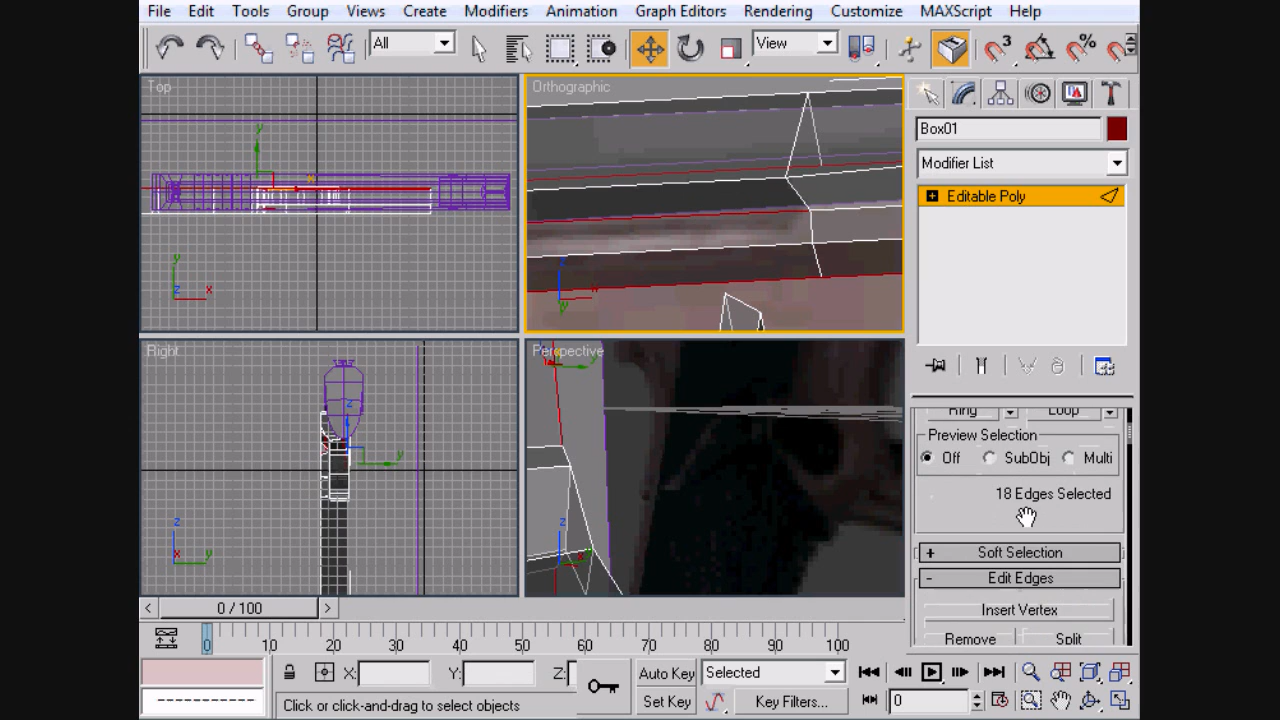 File Edit Tools Group Views Create Modifiers Animation Graph Editors Rendering Customize MAXScript Help
All View 3 %
Top Orthographic
Box01
Modifier List
Editable Poly
y x
y z x
z w y
Right Perspective
Ring Loop
Preview Selection
Off SubObj Multi
18 Edges Selected
Soft Selection
Edit Edges
Insert Vertex
Remove Split
0 / 100
0 10 20 30 40 50 60 70 80 90 100
X: Y: Z: Auto Key Selected
Click or click-and-drag to select objects Set Key Key Filters... 0